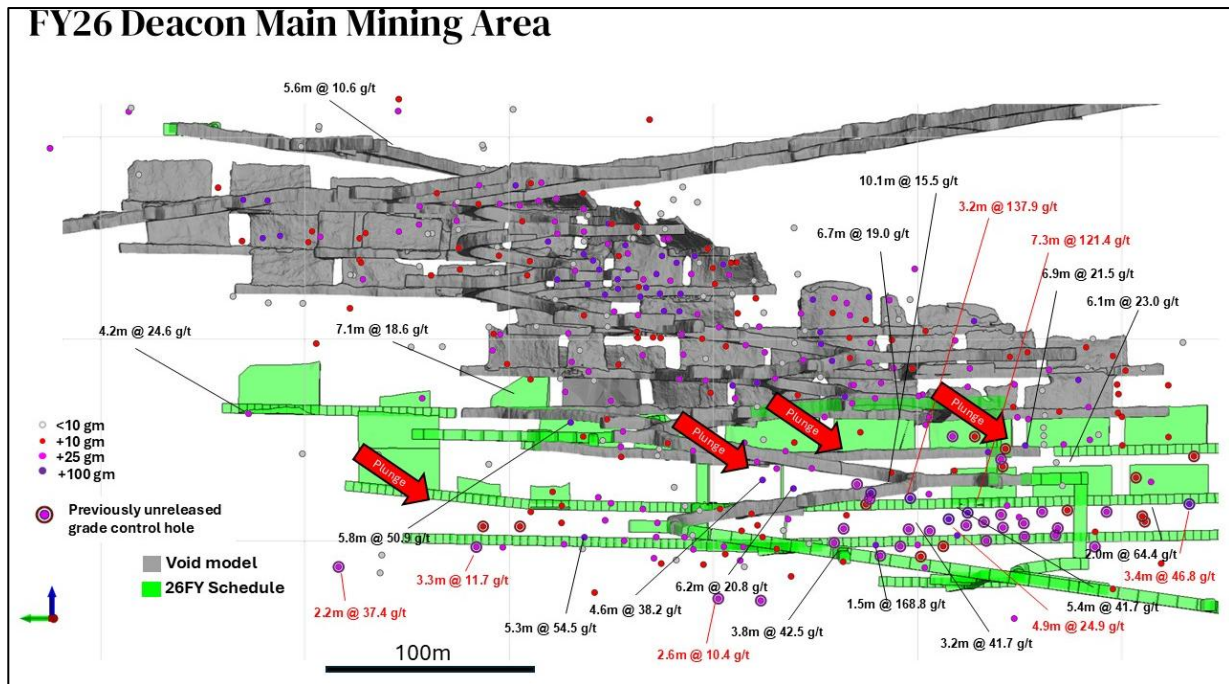 FY26 Deacon Main Mining Area
5.6m @ 10.6 g/t
10.1m @ 15.5 g/t
3.2m @ 137.9 g/t
6.7m @ 19.0 g/t
7.3m @ 121.4 g/t
6.9m @ 21.5 g/t
6.1m @ 23.0 g/t
4.2m @ 24.6 g/t
7.1m @ 18.6 g/t
<10 gm
+10 gm
+25 gm
+100 gm
Previously unreleased
grade control hole
Void model
26FY Schedule
Plunge
Plunge
Plunge
Plunge
5.8m @ 50.9 g/t
3.3m @ 11.7 g/t
2.2m @ 37.4 g/t
5.3m @ 54.5 g/t
4.6m @ 38.2 g/t
6.2m @ 20.8 g/t
2.6m @ 10.4 g/t
3.8m @ 42.5 g/t
1.5m @ 168.8 g/t
3.2m @ 41.7 g/t
4.9m @ 24.9 g/t
5.4m @ 41.7 g/t
2.0m @ 64.4 g/t
3.4m @ 46.8 g/t
100m